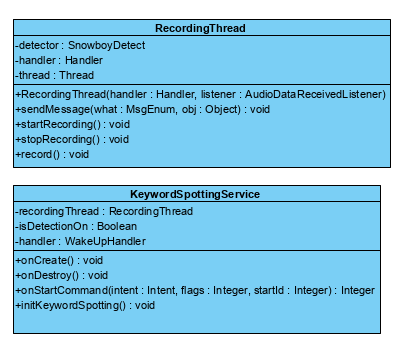 RecordingThread
-detector : SnowboyDetect
-handler : Handler
-thread : Thread
+RecordingThread(handler : Handler, listener : AudioDataReceivedListener)
+sendMessage(what : MsgEnum, obj : Object) : void
+startRecording() : void
+stopRecording() : void
+record() : void
KeywordSpottingService
-recordingThread : RecordingThread
-isDetectionOn : Boolean
-handler : WakeUpHandler
+onCreate() : void
+onDestroy() : void
+onStartCommand(intent : Intent, flags : Integer, startId : Integer) : Integer
+initKeywordSpotting() : void